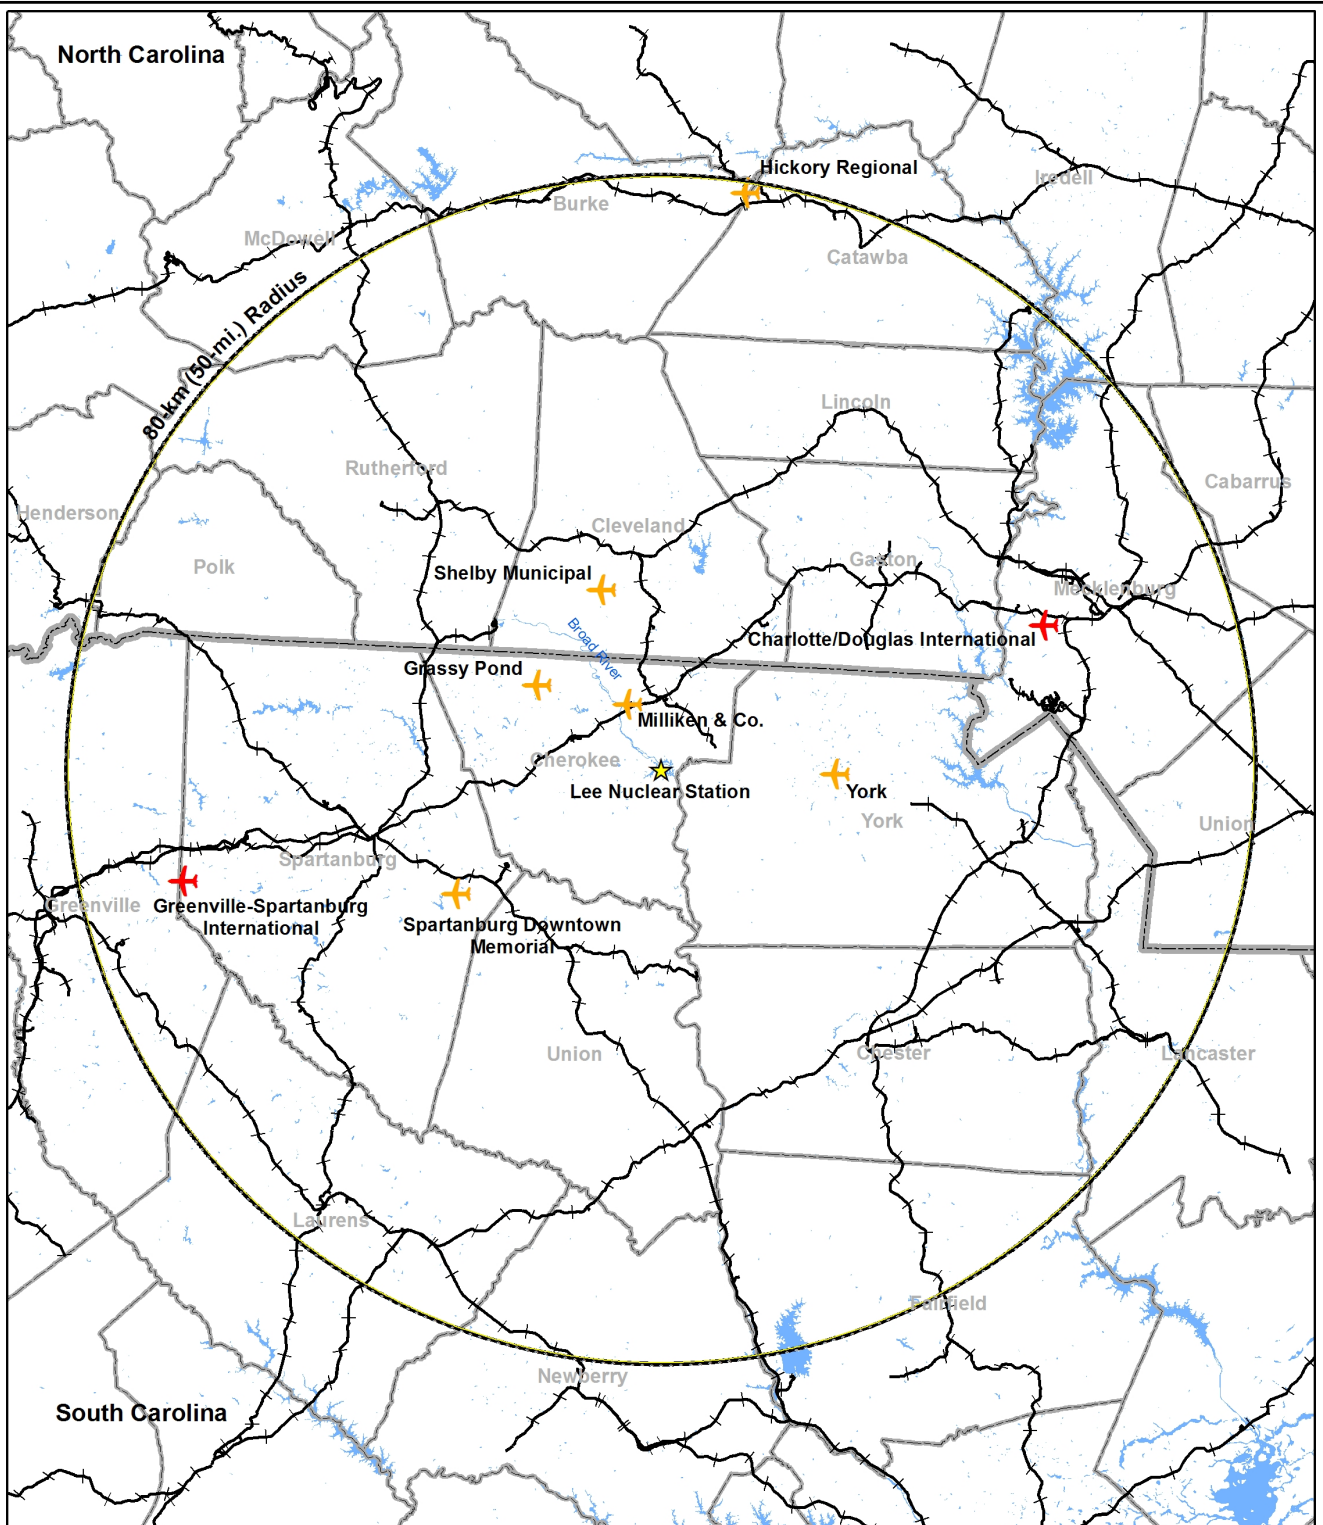 North Carolina
Hickory Regional
Iredell
Burke
McDowell
Catawba
80-km (50-mi.) Radius
Lincoln
Rutherford
Cabarrus
Henderson
Cleveland
Gaston
Polk
Shelby Municipal
Mecklenburg
Broad River
Charlotte/Douglas International
Grassy Pond
Milliken & Co.
Cherokee
Lee Nuclear Station
York
York
Union
Spartanburg
Greenville
Greenville-Spartanburg
International
Spartanburg Downtown
Memorial
Union
Chester
Lancaster
Laurens
Fairfield
Newberry
South Carolina